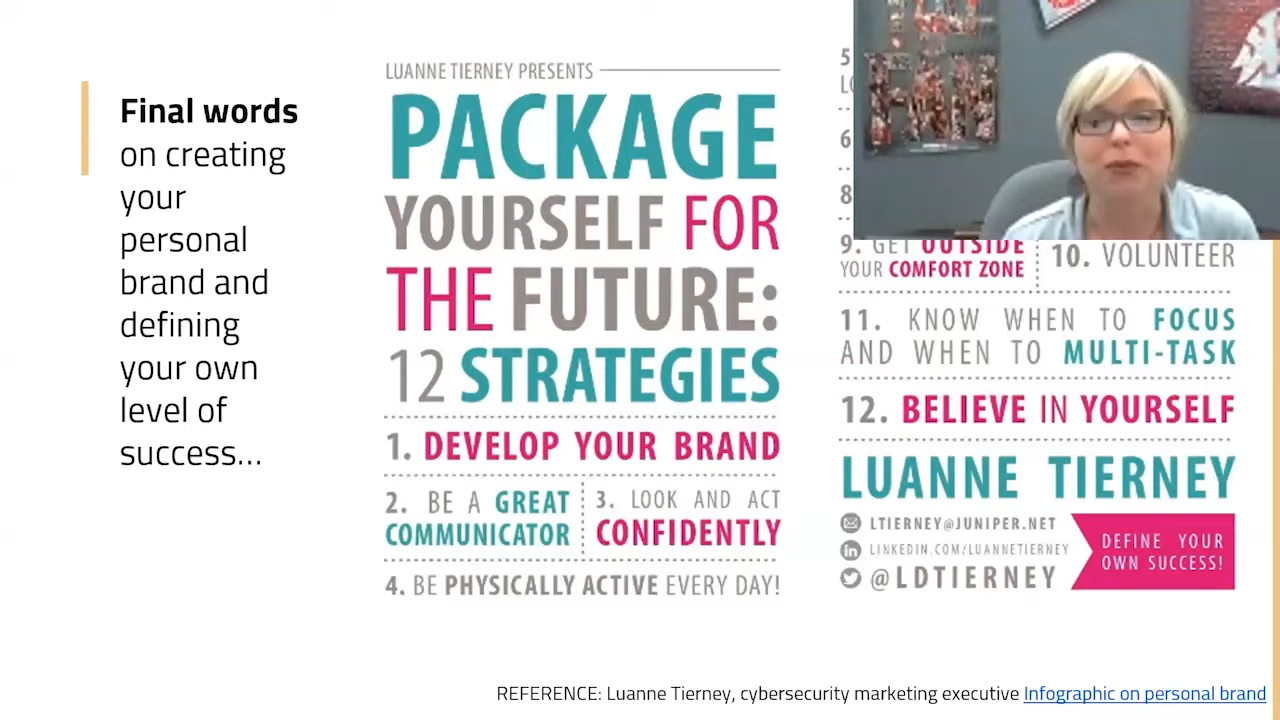 Final words
on creating
your
personal
brand and
defining
your own
level of
success...
LUANNE TIERNEY PRESENTS
PACKAGE
YOURSELF FOR
THE FUTURE:
12 STRATEGIES
1. DEVELOP YOUR BRAND
2. BE A GREAT
COMMUNICATOR
3. LOOK AND ACT
CONFIDENTLY
4. BE PHYSICALLY ACTIVE EVERY DAY!
5
6
8
9. GET OUTSIDE
YOUR COMFORT ZONE
10. VOLUNTEER
11. KNOW WHEN TO FOCUS
AND WHEN TO MULTI-TASK
12. BELIEVE IN YOURSELF
LUANNE TIERNEY
LTIERNEY@JUNIPER.NET
LINKEDIN.COM/LUANNETIERNEY
@LDTIERNEY
DEFINE YOUR
OWN SUCCESS!
REFERENCE: Luanne Tierney, cybersecurity marketing executive Infographic on personal brand